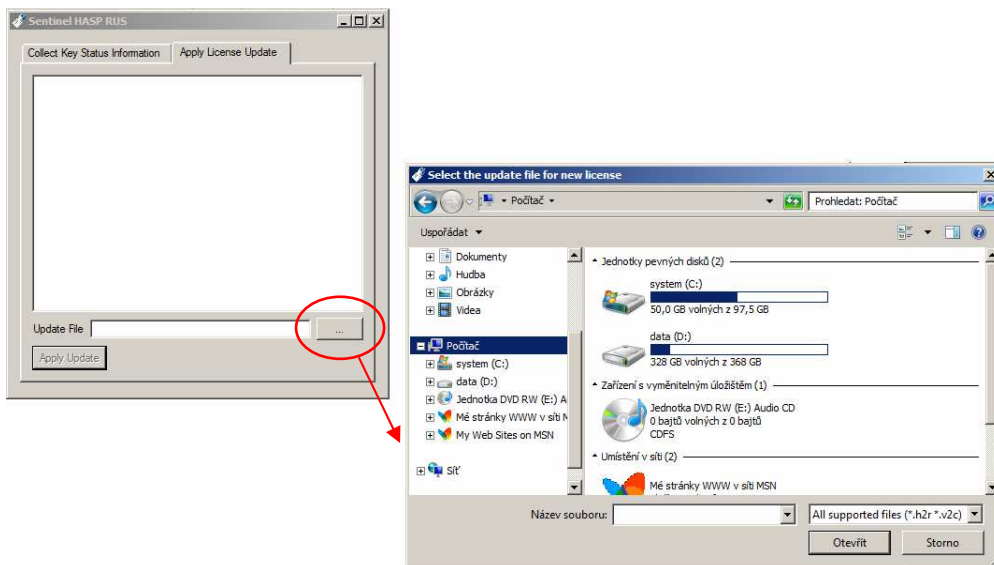 Sentinel HASP RUS
Collect Key Status Information
Apply License Update
Update File
...
Apply Update
Select the update file for new license
Počítač
Prohledat: Počítač
Uspořádat
Dokumenty
Hudba
Obrázky
Videa
Počítač
system (C:)
data (D:)
Jednotka DVD RW (E:) A
Mé stránky WWW v síti M
My Web Sites on MSN
Síť
Jednotky pevných disků (2)
system (C:)
50,0 GB volných z 97,5 GB
data (D:)
328 GB volných z 368 GB
Zařízení s vyměnitelným úložištěm (1)
Jednotka DVD RW (E:) Audio CD
0 bajtů volných z 0 bajtů
CDFS
Umístění v síti (2)
Mé stránky WWW v síti MSN
Název souboru:
All supported files (*.h2r *.v2c)
Otevřít
Storno